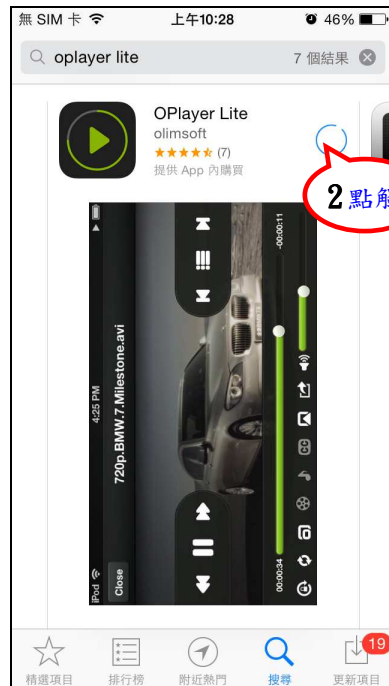 無 SIM 卡
上午10:28
46%
oplayer lite
7 個結果
OPlayer Lite
olimsoft
(7)
提供 App 內購買
2點解
iPod
4:25 PM
Close
720p.BMW.7.Milestone.avi
00:00:34
-00:00:11
精選項目
排行榜
附近熱門
搜尋
19
更新項目